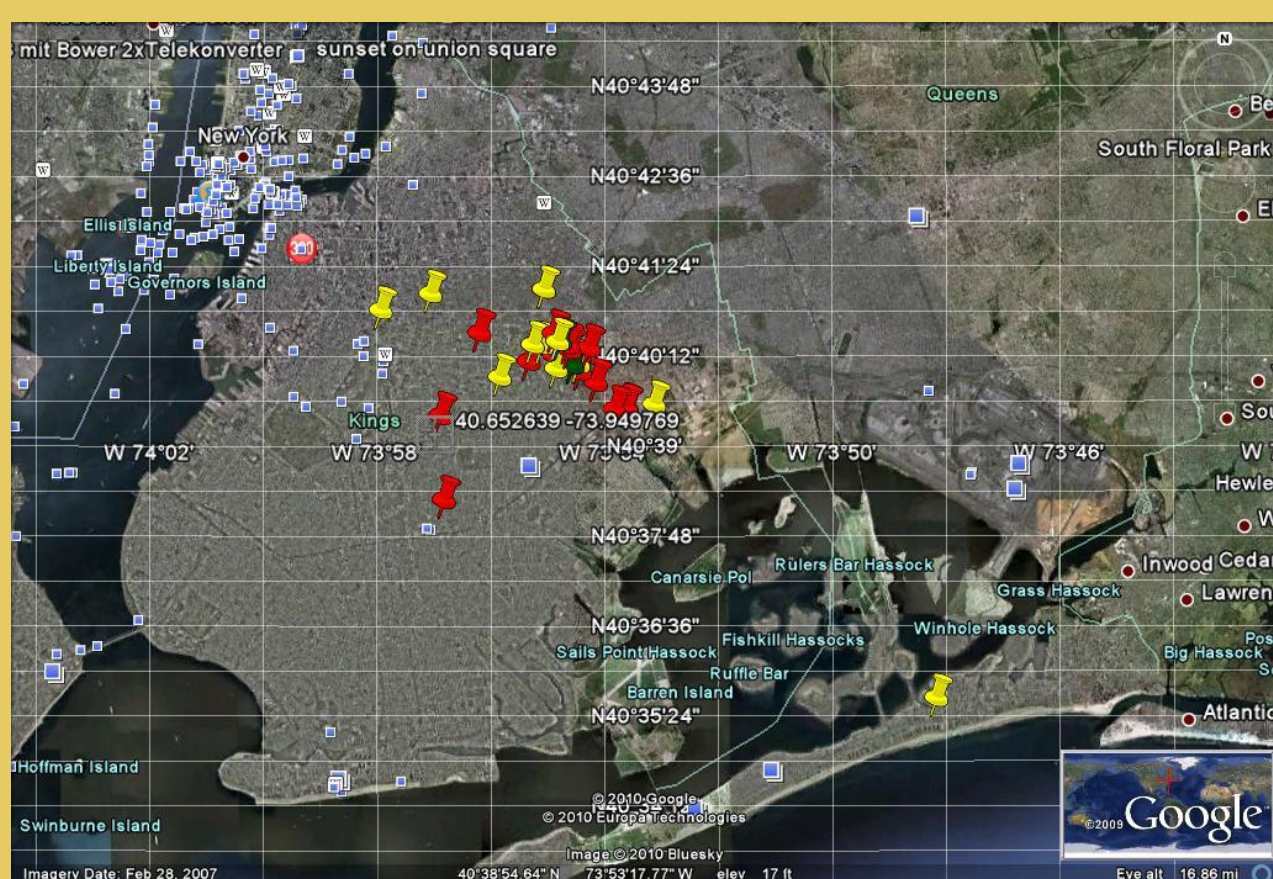 mit Bower 2xTelekonverter
sunset on union square
N
N40°43'48"
Queens
Be
New York
W
South Floral Park
N40°42'36"
W
Ellis Island
El
Liberty Island
Governors Island
N40°41'24"
N40°40'12"
Kings
40.652639 -73.949769
Sou
N40°39'
W 74°02'
W 73°58
W 73°50'
W 73°46'
W
Hewle
N40°37'48"
Canarsie Pol
Rulers Bar Hassock
Inwood
Cedar
Grass Hassock
Lawren
N40°36'36"
Fishkill Hassocks
Winhole Hassock
Sails Point Hassock
Big Hassock
Pos
Ruffle Bar
Barren Island
N40°35'24"
Atlantic
Hoffman Island
© 2010 Google
© 2010 Europa Technologies
Swinburne Island
Image © 2010 Bluesky
©2009 Google
Imagery Date: Feb 28, 2007
40°38'54.64" N 73°53'17.77" W elev 17 ft
Eye alt 16.86 mi